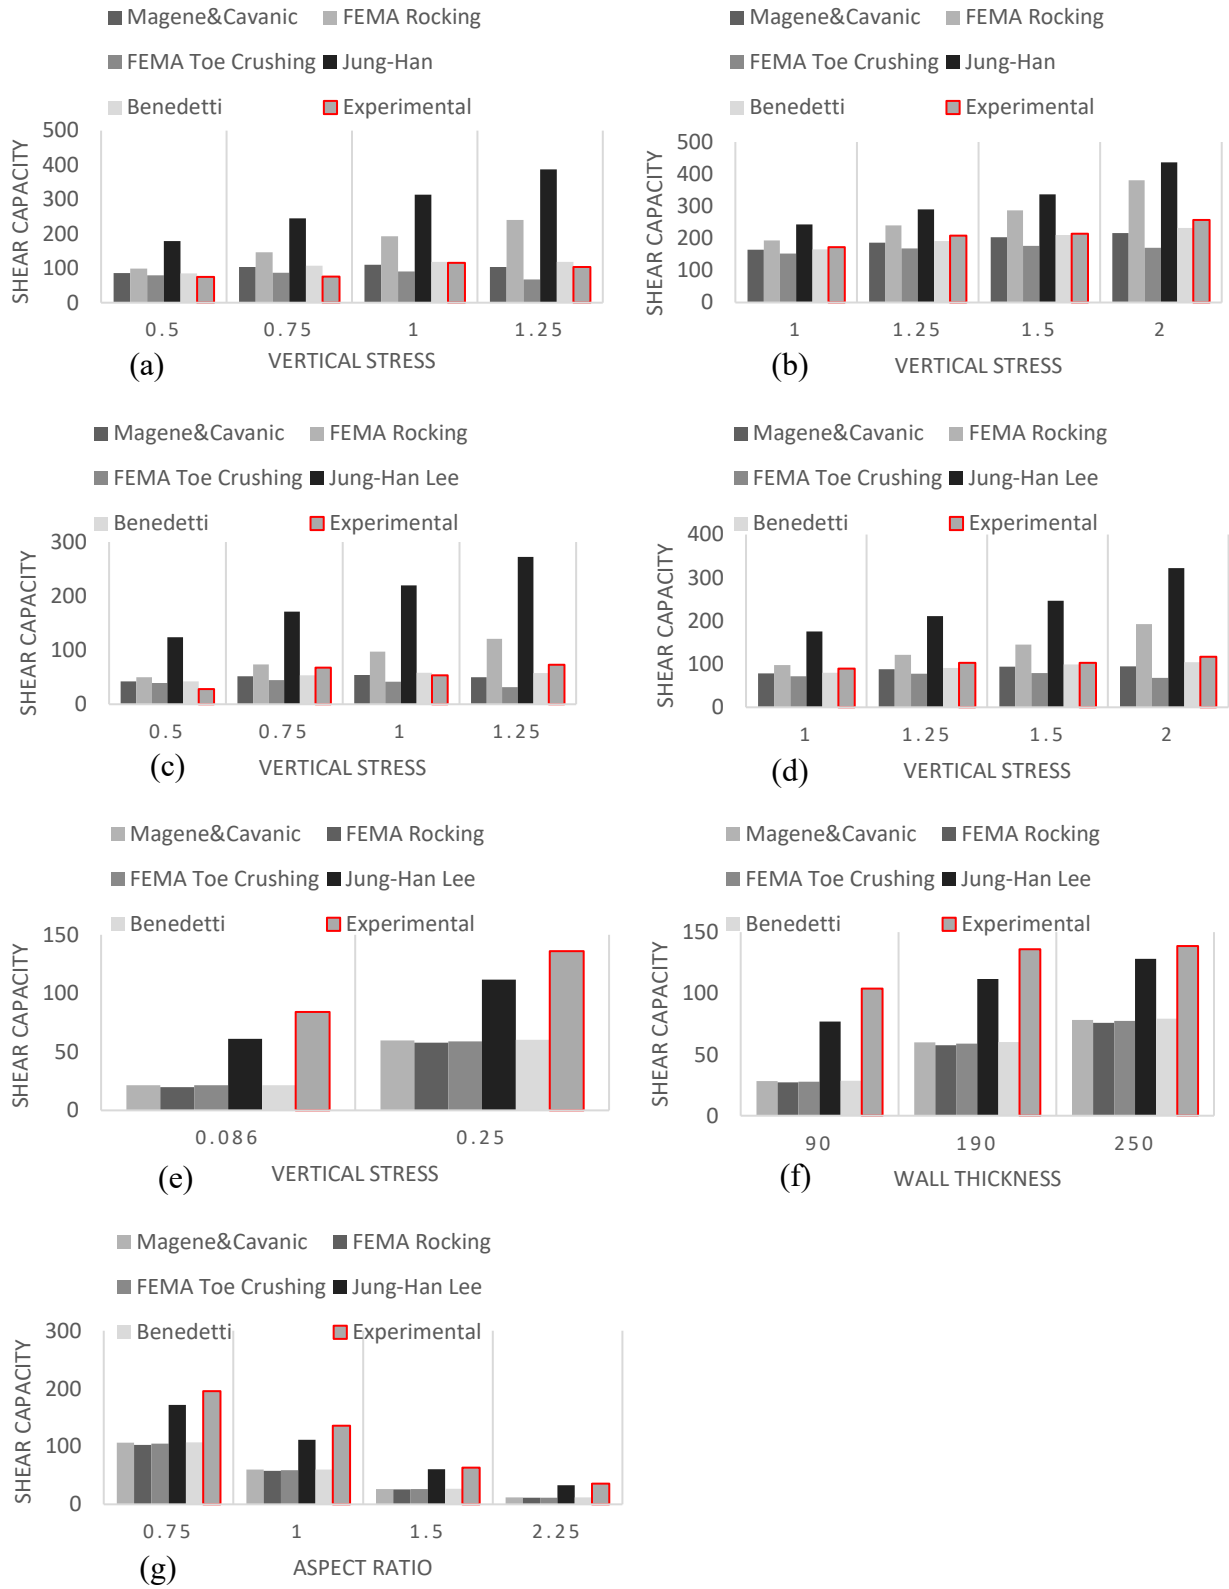 Magene&Cavanic FEMA Rocking
FEMA Toe Crushing Jung-Han
Benedetti Experimental
SHEAR CAPACITY
500
400
300
200
100
0
0.5 0.75 1 1.25
(a) VERTICAL STRESS
Magene&Cavanic FEMA Rocking
FEMA Toe Crushing Jung-Han
Benedetti Experimental
SHEAR CAPACITY
500
400
300
200
100
0
1 1.25 1.5 2
(b) VERTICAL STRESS
Magene&Cavanic FEMA Rocking
FEMA Toe Crushing Jung-Han Lee
Benedetti Experimental
SHEAR CAPACITY
300
200
100
0
0.5 0.75 1 1.25
(c) VERTICAL STRESS
Magene&Cavanic FEMA Rocking
FEMA Toe Crushing Jung-Han Lee
Benedetti Experimental
SHEAR CAPACITY
400
300
200
100
0
1 1.25 1.5 2
(d) VERTICAL STRESS
Magene&Cavanic FEMA Rocking
FEMA Toe Crushing Jung-Han Lee
Benedetti Experimental
SHEAR CAPACITY
150
100
50
0
0.086 0.25
(e) VERTICAL STRESS
Magene&Cavanic FEMA Rocking
FEMA Toe Crushing Jung-Han Lee
Benedetti Experimental
SHEAR CAPACITY
150
100
50
0
90 190 250
(f) WALL THICKNESS
Magene&Cavanic FEMA Rocking
FEMA Toe Crushing Jung-Han Lee
Benedetti Experimental
SHEAR CAPACITY
300
200
100
0
0.75 1 1.5 2.25
(g) ASPECT RATIO